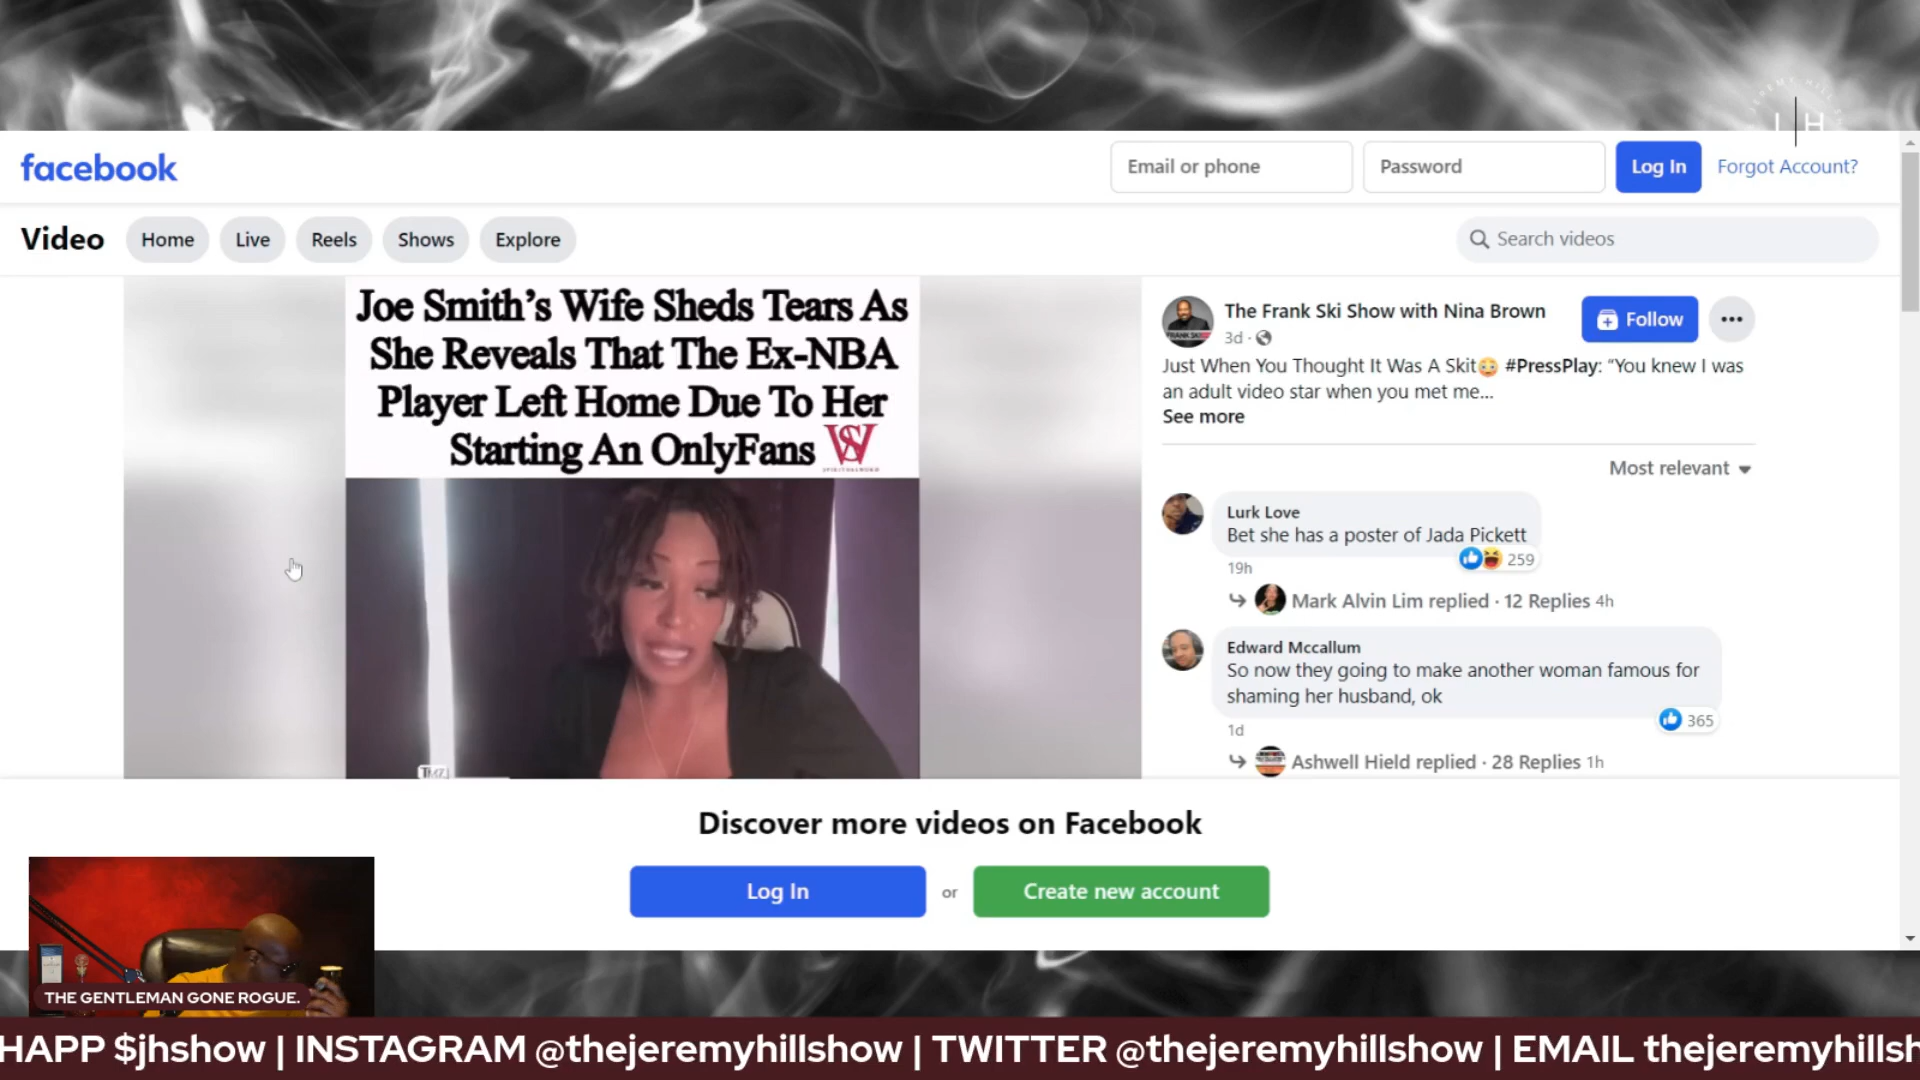 JEREMY HILL
J H
facebook
Email or phone
Password
Log In
Forgot Account?
Video
Home
Live
Reels
Shows
Explore
Search videos
Joe Smith's Wife Sheds Tears As
She Reveals That The Ex-NBA
Player Left Home Due To Her
Starting An OnlyFans
TMZ
The Frank Ski Show with Nina Brown
3d ·
Follow
Just When You Thought It Was A Skit😳 #PressPlay: “You knew I was
an adult video star when you met me...
See more
Most relevant
Lurk Love
Bet she has a poster of Jada Pickett
259
19h
Mark Alvin Lim replied · 12 Replies 4h
Edward Mccallum
So now they going to make another woman famous for
shaming her husband, ok
365
1d
Ashwell Hield replied · 28 Replies 1h
Discover more videos on Facebook
Log In
or
Create new account
THE GENTLEMAN GONE ROGUE.
HAPP $jhshow | INSTAGRAM @thejeremyhillshow | TWITTER @thejeremyhillshow | EMAIL thejeremyhillsh